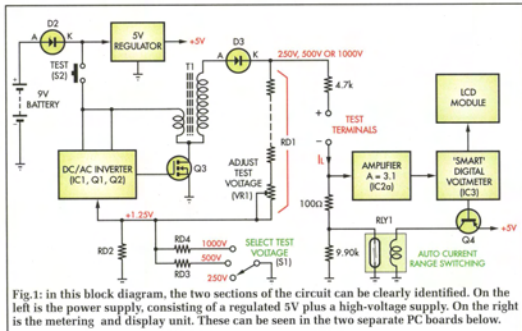 D2
A K
5V
REGULATOR
+5V
D3
A K
250V, 500V OR 1000V
TEST
(S2)
T1
4.7k
+
9V
BATTERY
TEST
TERMINALS
–
LCD
MODULE
RD1
IL
DC/AC INVERTER
(IC1, Q1, Q2)
Q3
ADJUST
TEST
VOLTAGE
(VR1)
AMPLIFIER
A = 3.1
(IC2a)
'SMART'
DIGITAL
VOLTMETER
(IC3)
100Ω
+1.25V
RLY1
Q4
+5V
RD2
RD4
1000V
RD3
500V
250V
SELECT TEST
VOLTAGE
(S1)
9.90k
AUTO CURRENT
RANGE SWITCHING
Fig.1: in this block diagram, the two sections of the circuit can be clearly identified. On the
left is the power supply, consisting of a regulated 5V plus a high-voltage supply. On the right
is the metering and display unit. These can be seen in the two separate PC boards below.